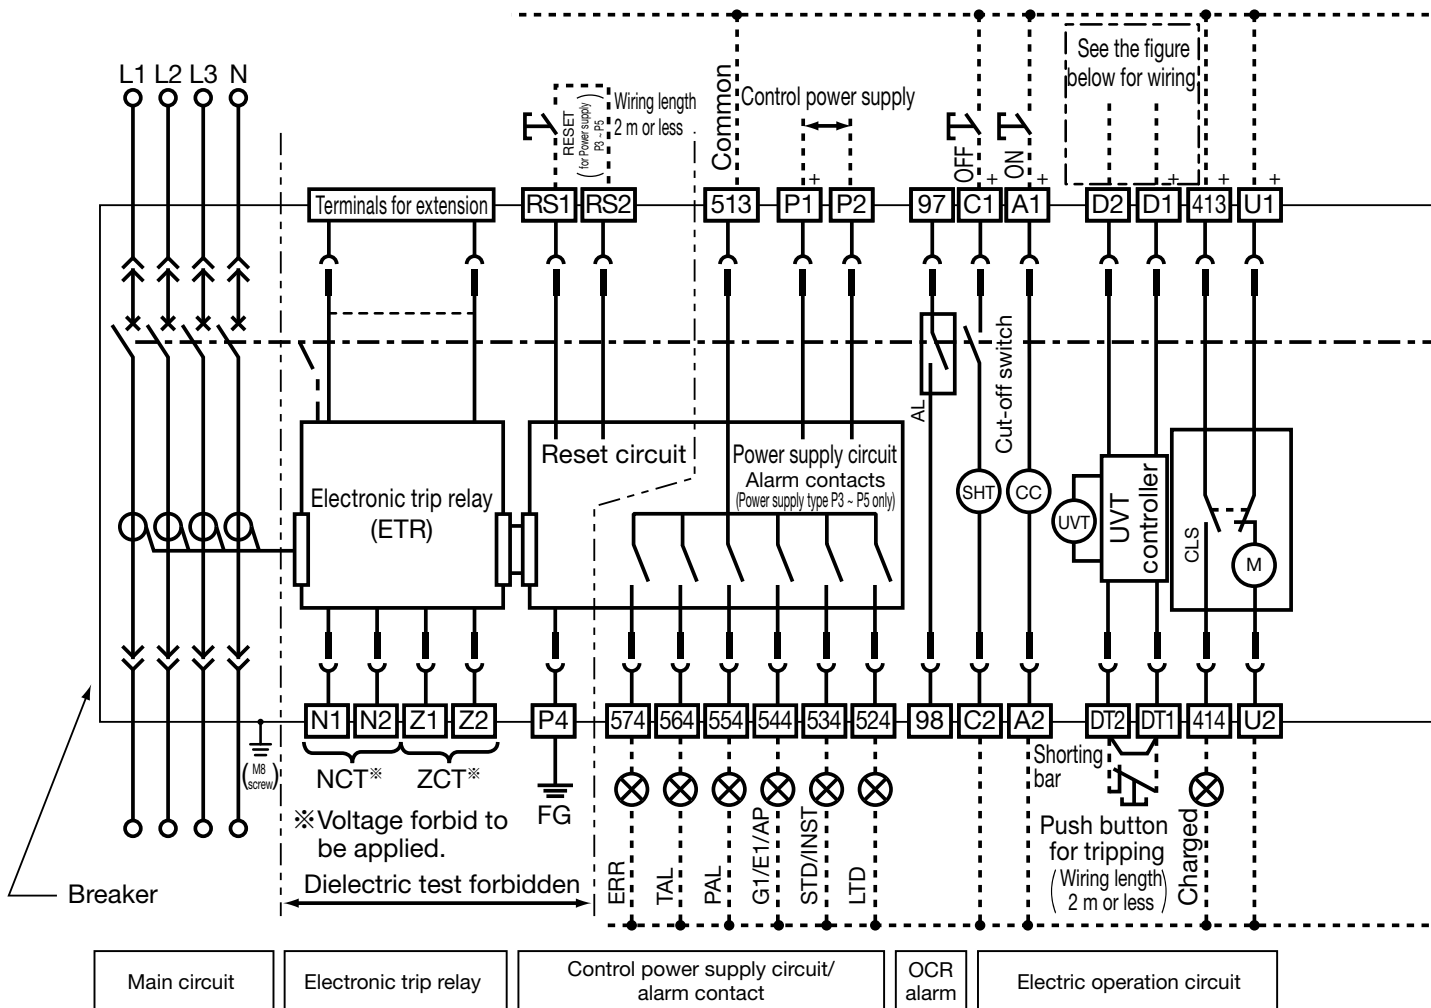 L1 L2 L3 N
RESET
(for Power supply
P3 ~ P5)
Wiring length
2 m or less
Common
Control power supply
OFF
ON
See the figure
below for wiring
+ + + + + +
Terminals for extension
RS1 RS2 513 P1 P2 97 C1 A1 D2 D1 413 U1
Cut-off switch
AL
Reset circuit
Power supply circuit
Alarm contacts
(Power supply type P3 ~ P5 only)
Electronic trip relay
(ETR)
SHT CC
UVT
UVT
controller
CLS
M
N1 N2 Z1 Z2 P4 574 564 554 544 534 524 98 C2 A2 DT2 DT1 414 U2
(M8
screw)
NCT※ ZCT※
FG
※Voltage forbid to
be applied.
Dielectric test forbidden
Breaker
ERR
TAL
PAL
G1/E1/AP
STD/INST
LTD
Shorting
bar
Push button
for tripping
(Wiring length
2 m or less)
Charged
Main circuit
Electronic trip relay
Control power supply circuit/
alarm contact
OCR
alarm
Electric operation circuit